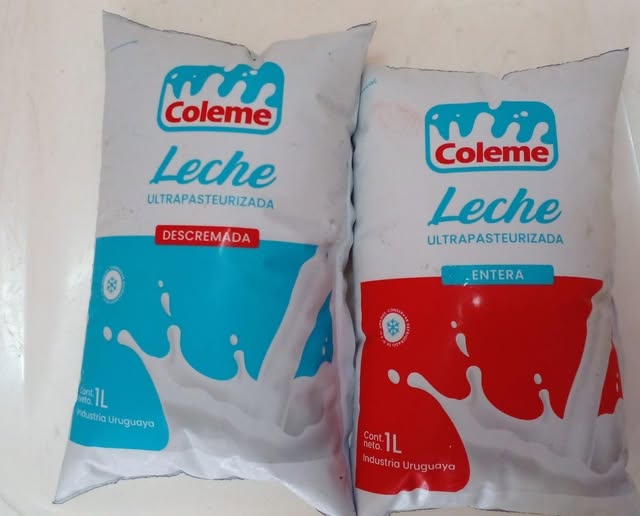 Coleme
Leche
ULTRAPASTEURIZADA
DESCREMADA
Cont.
neto. 1L
Industria Uruguaya
Coleme
Leche
ULTRAPASTEURIZADA
ENTERA
Cont.
neto. 1L
Industria Uruguaya